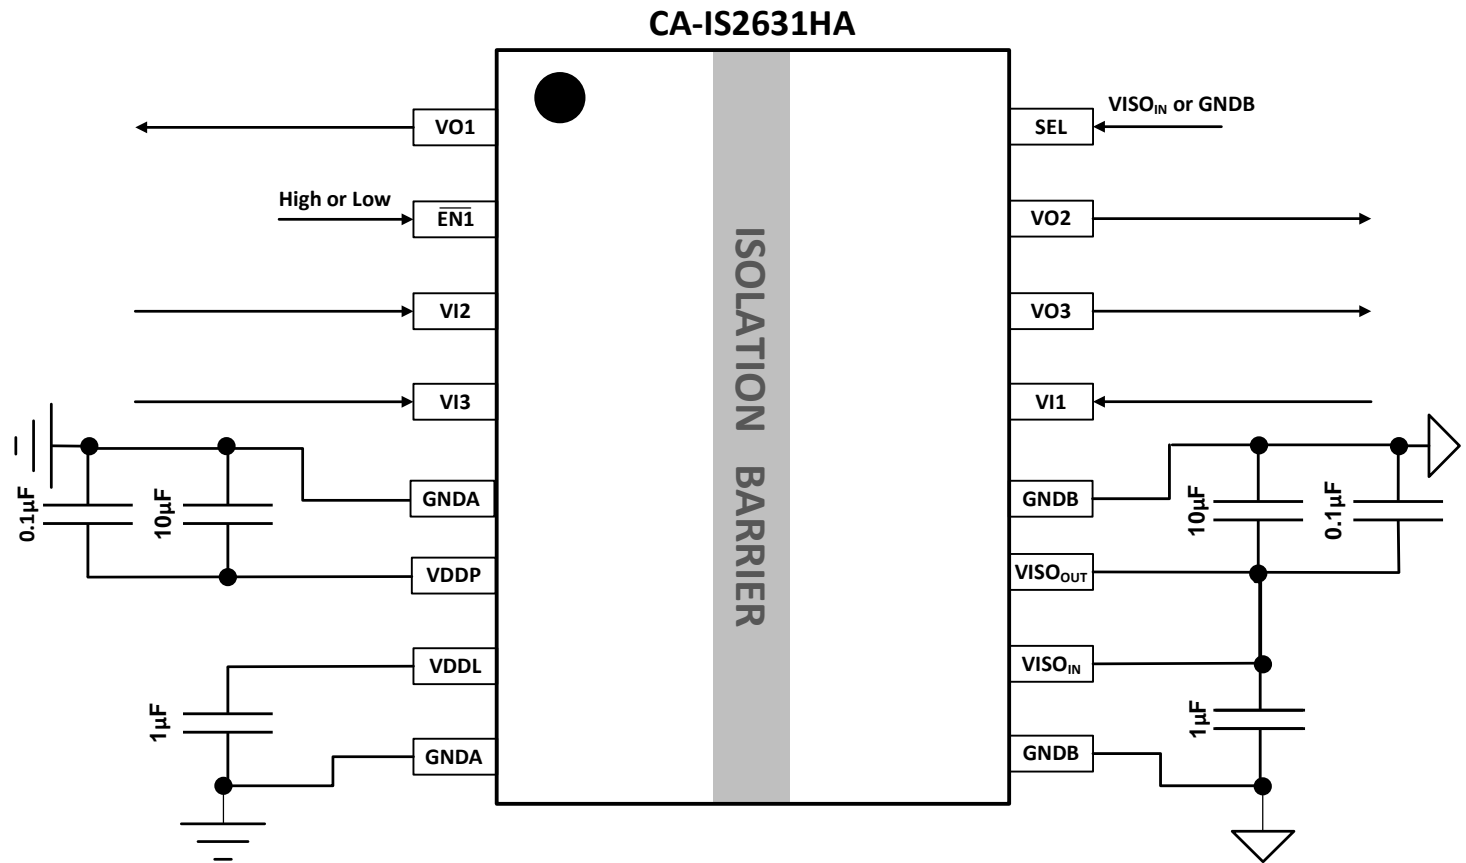 CA-IS2631HA
VO1
High or Low
EN1
VI2
VI3
GNDA
0.1µF
10µF
VDDP
VDDL
1µF
GNDA
ISOLATION BARRIER
VISOIN or GNDB
SEL
VO2
VO3
VI1
GNDB
10µF
0.1µF
VISOOUT
VISOIN
1µF
GNDB